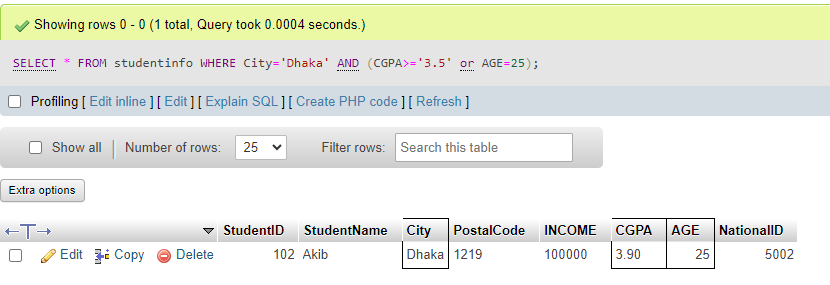 Showing rows 0 - 0 (1 total, Query took 0.0004 seconds.)
SELECT * FROM studentinfo WHERE City='Dhaka' AND (CGPA>='3.5' or AGE=25);
Profiling [ Edit inline ] [ Edit ] [ Explain SQL ] [ Create PHP code ] [ Refresh ]
Show all Number of rows: 25 Filter rows: Search this table
Extra options
←T→ StudentID StudentName City PostalCode INCOME CGPA AGE NationalID
Edit Copy Delete 102 Akib Dhaka 1219 100000 3.90 25 5002